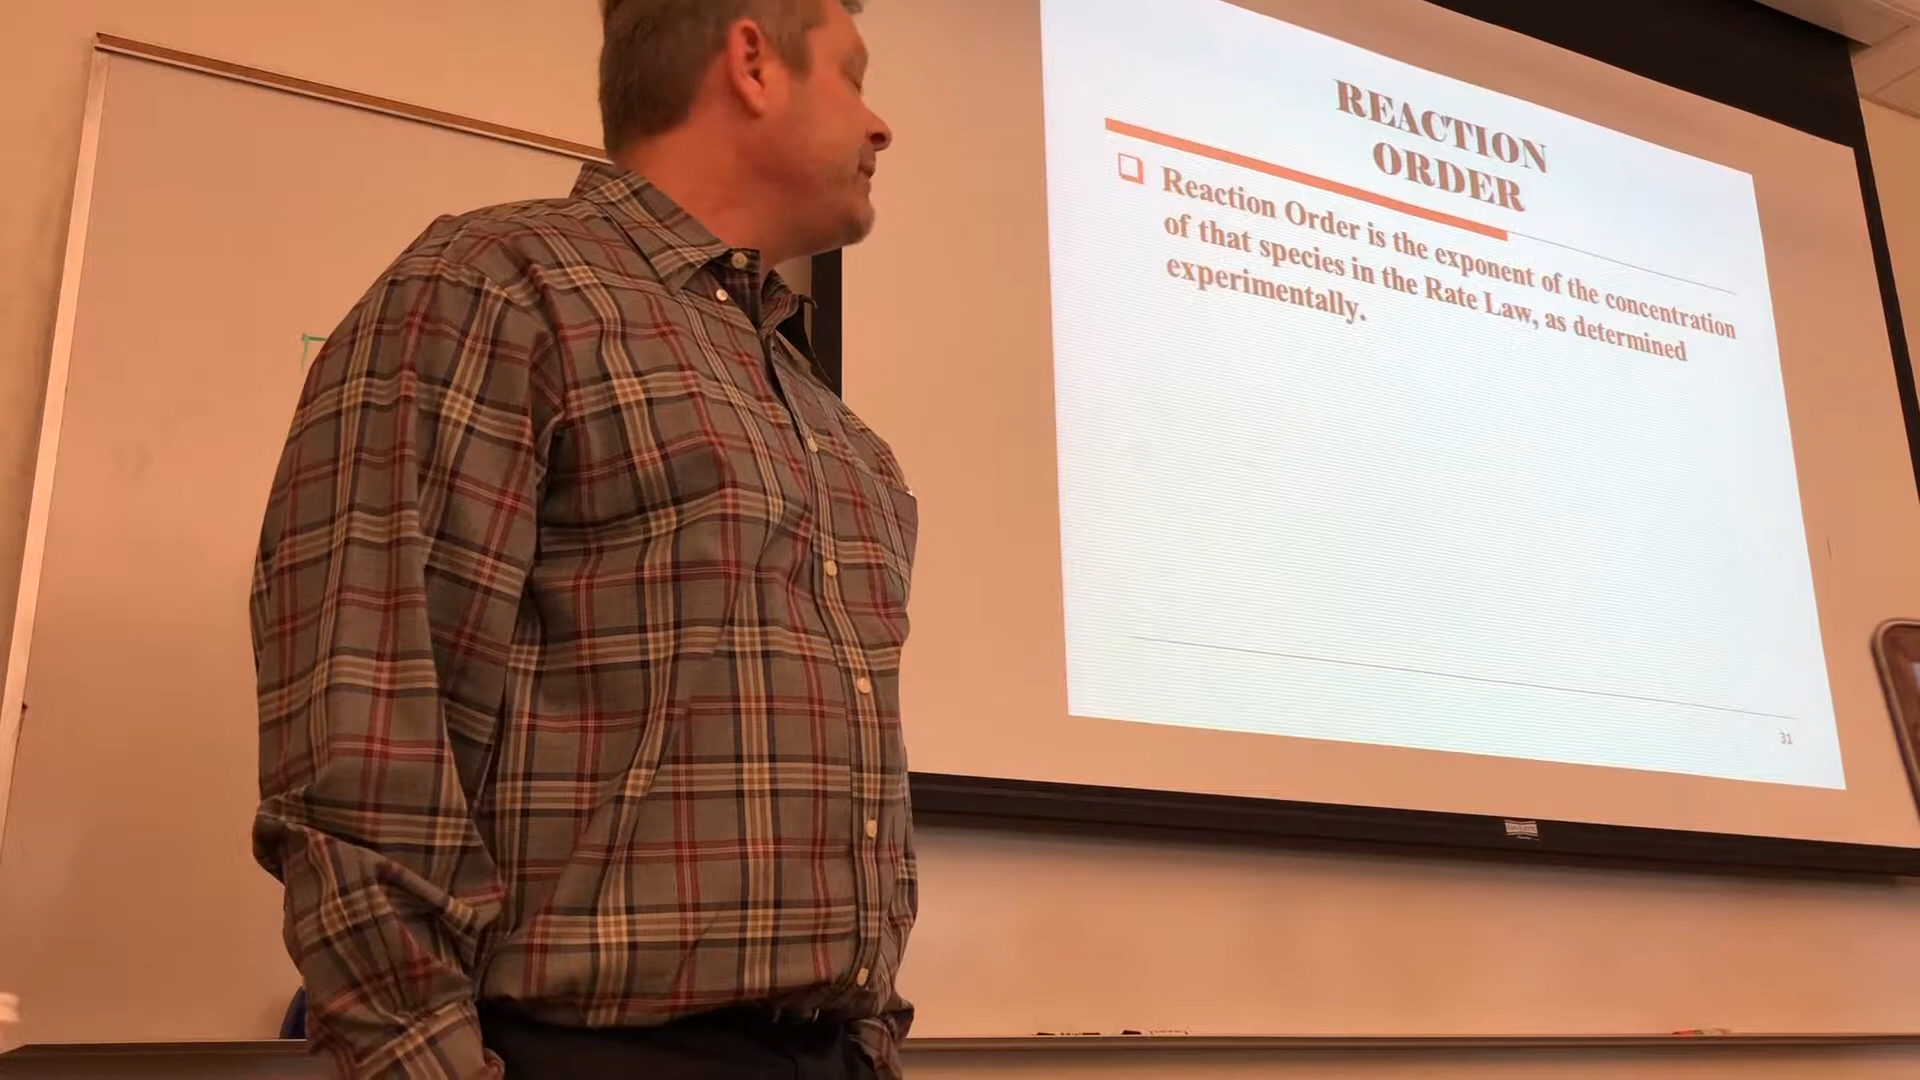 REACTION
ORDER
Reaction Order is the exponent of the concentration
of that species in the Rate Law, as determined
experimentally.
31